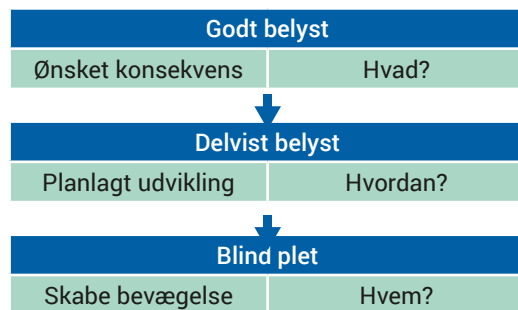 Godt belyst
Ønsket konsekvens Hvad?
Delvist belyst
Planlagt udvikling Hvordan?
Blind plet
Skabe bevægelse Hvem?